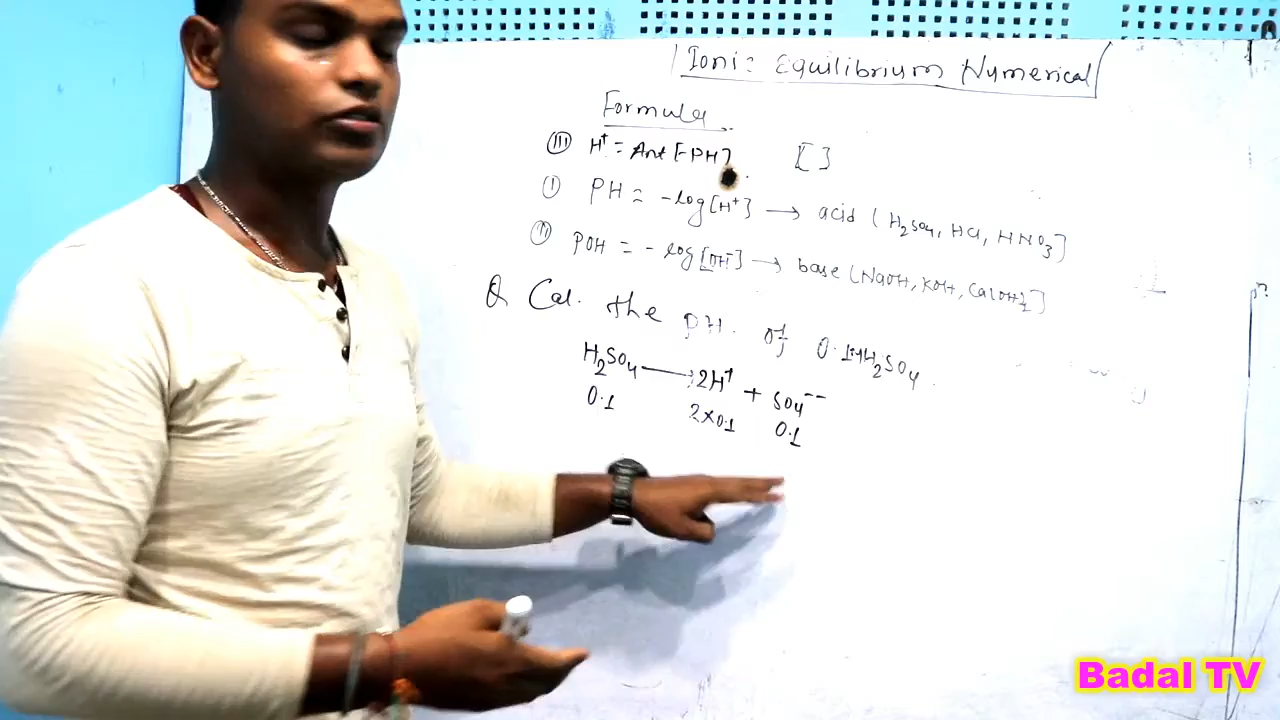 Ionic Equilibrium Numerical
Formula
(III) H⁺ = Ant [-PH] [ ]
(I) PH = -log[H⁺] → acid (H₂SO₄, HCl, HNO₃)
(II) POH = -log[OH⁻] → base (NaOH, KOH, Ca(OH)₂]
Q Cal. the pH. of 0.1M H₂SO₄.
H₂SO₄ → 2H⁺ + SO₄⁻⁻
0.1 2×0.1 0.1
Badal TV